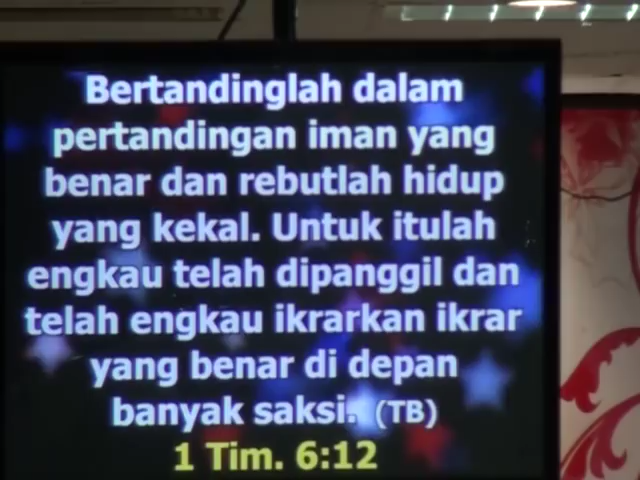 Bertandinglah dalam
pertandingan iman yang
benar dan rebutlah hidup
yang kekal. Untuk itulah
engkau telah dipanggil dan
telah engkau ikrarkan ikrar
yang benar di depan
banyak saksi. (TB)
1 Tim. 6:12